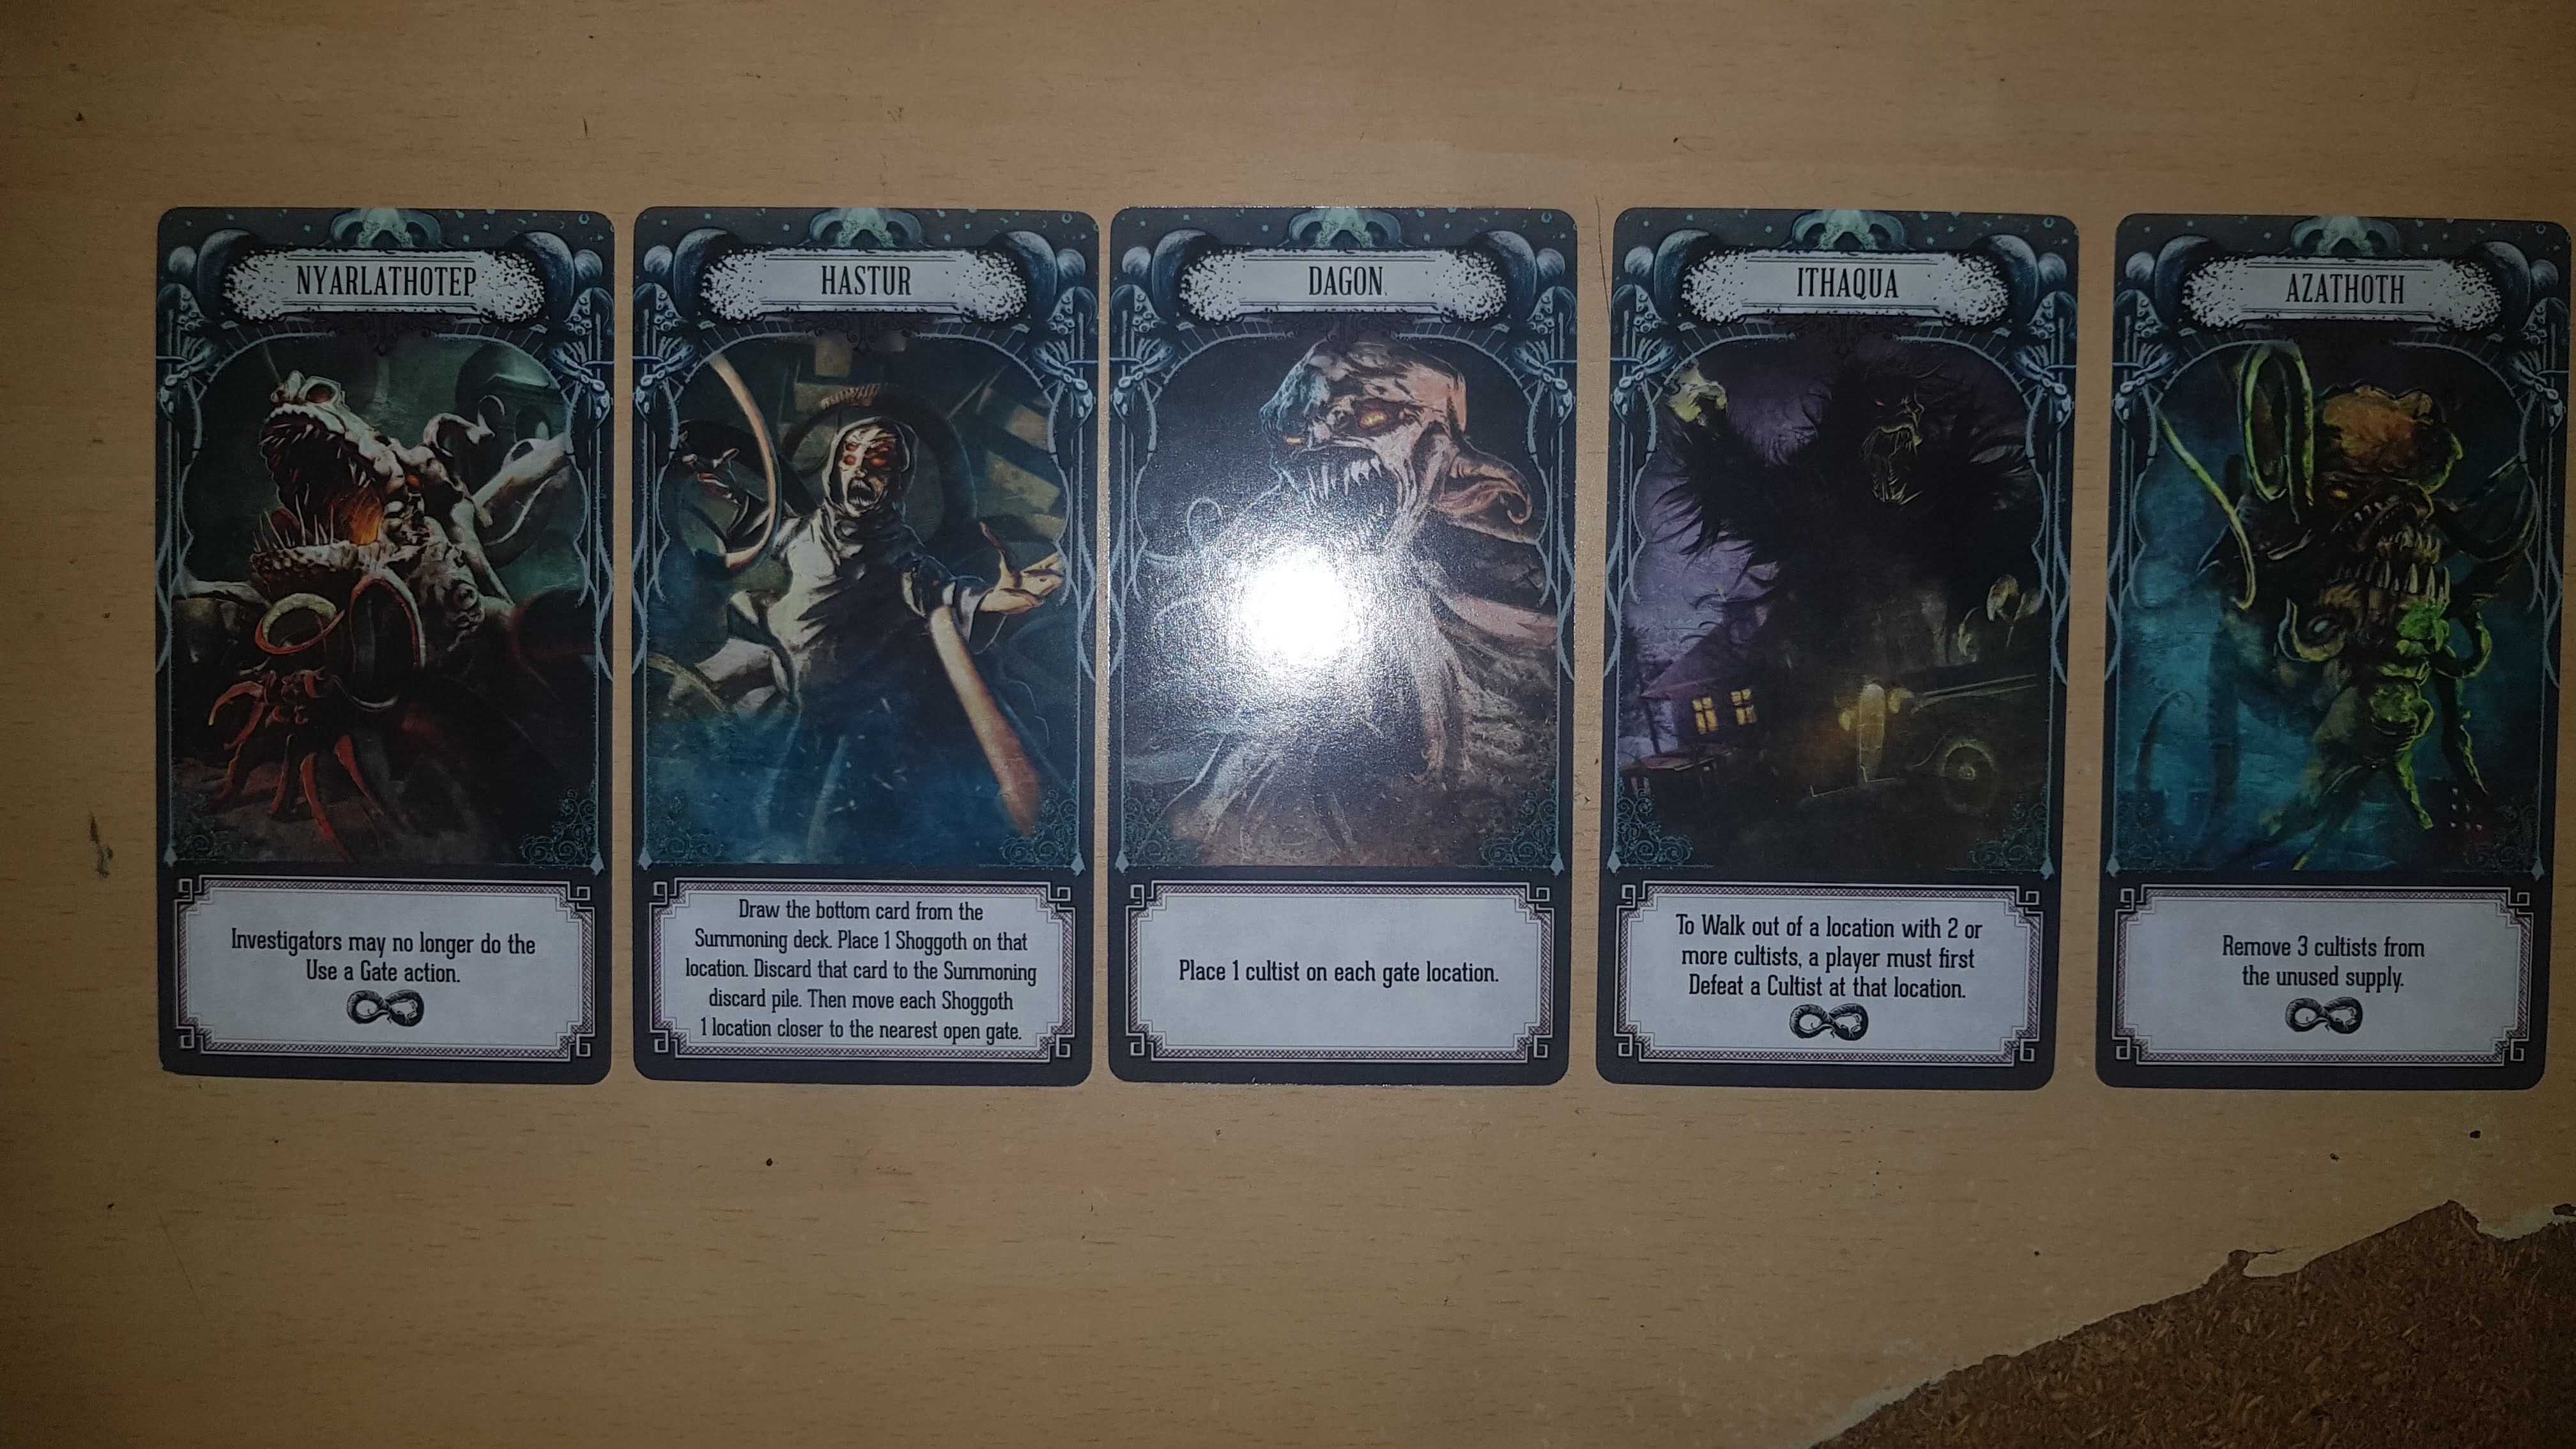 NYARLATHOTEP
Investigators may no longer do the
Use a Gate action.
HASTUR
Draw the bottom card from the
Summoning deck. Place 1 Shoggoth on that
location. Discard that card to the Summoning
discard pile. Then move each Shoggoth
1 location closer to the nearest open gate.
DAGON
Place 1 cultist on each gate location.
ITHAQUA
To Walk out of a location with 2 or
more cultists, a player must first
Defeat a Cultist at that location.
AZATHOTH
Remove 3 cultists from
the unused supply.